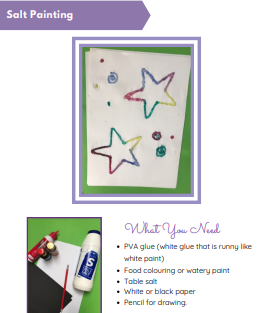 Salt Painting
What You Need
• PVA glue (white glue that is runny like
white paint)
• Food colouring or watery paint
• Table salt
• White or black paper
• Pencil for drawing.